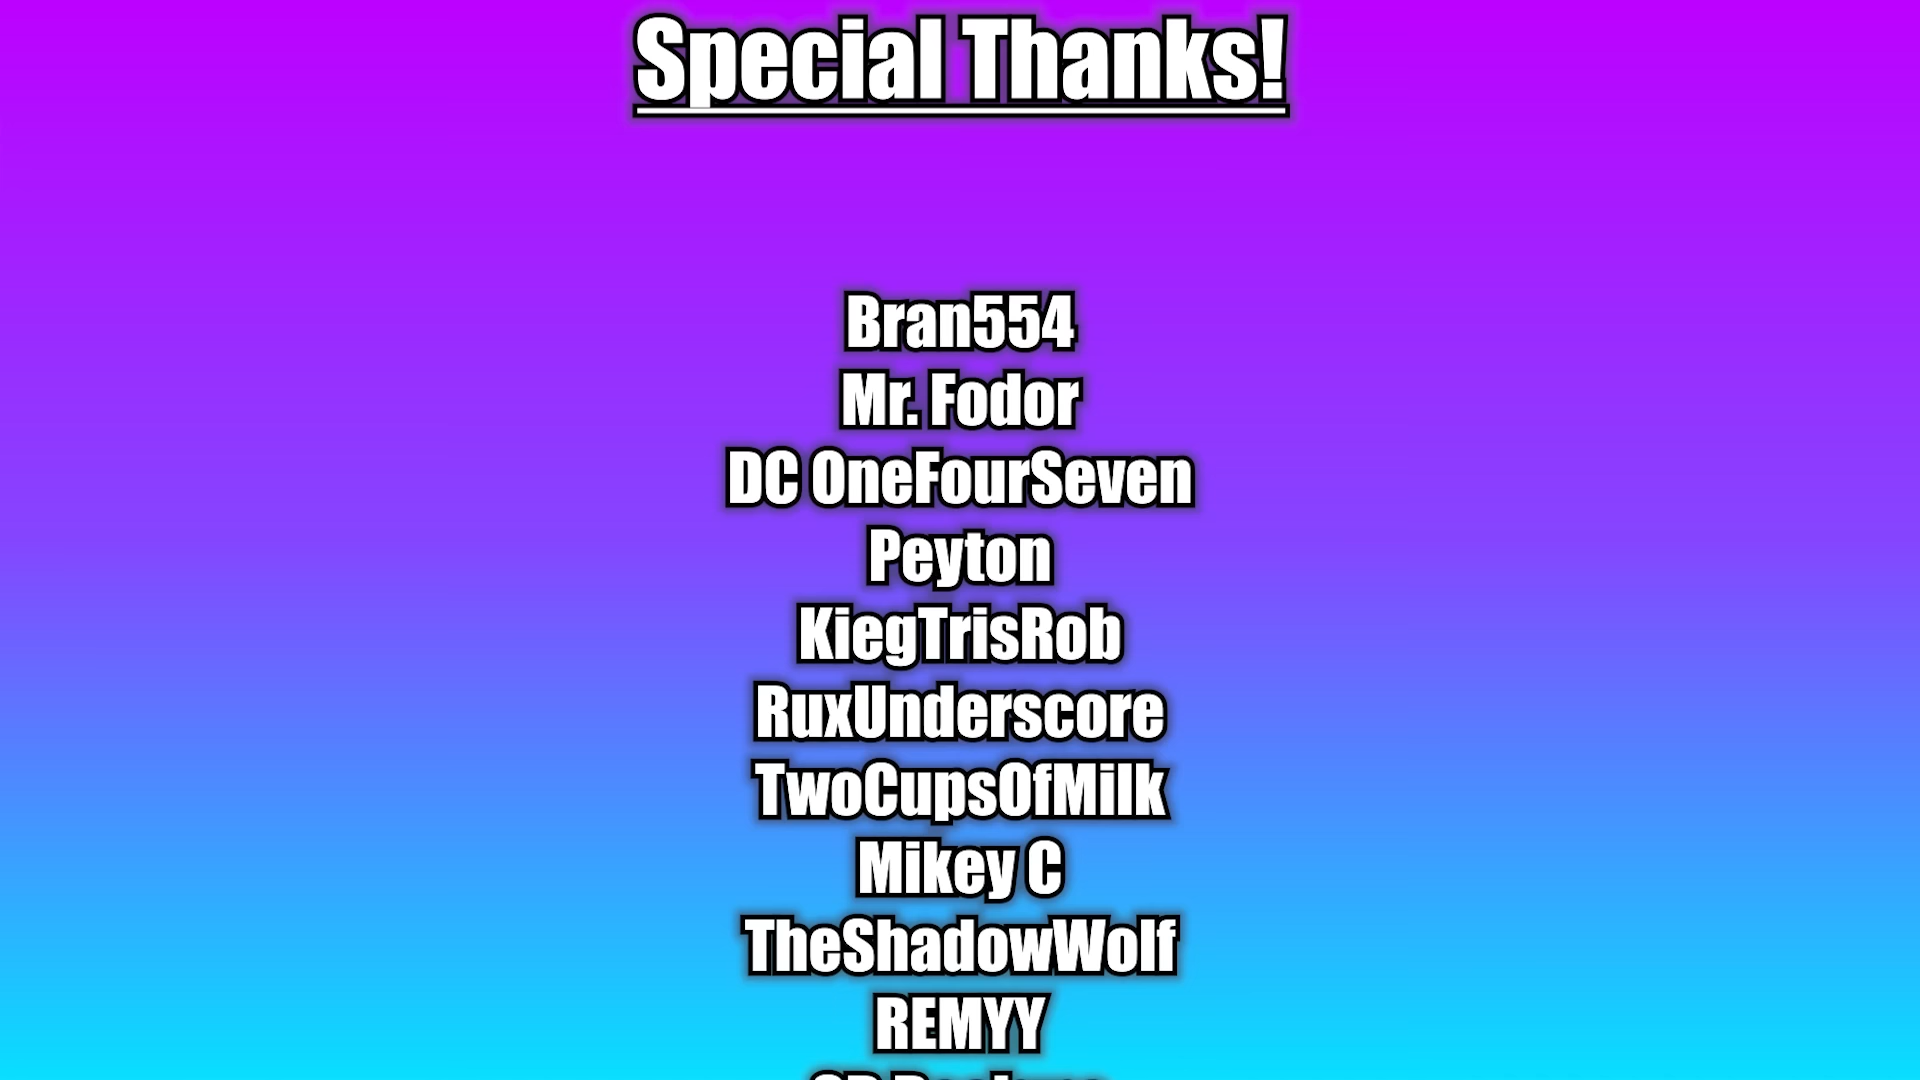 Special Thanks!
Bran554
Mr. Fodor
DC OneFourSeven
Peyton
KiegTrisRob
RuxUnderscore
TwoCupsOfMilk
Mikey C
TheShadowWolf
REMYY